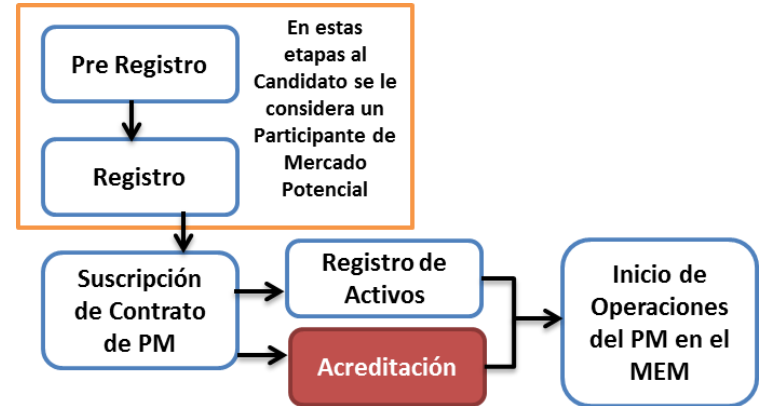 Pre Registro
En estas
etapas al
Candidato se le
considera un
Participante de
Mercado
Potencial
Registro
Suscripción
de Contrato
de PM
Registro de
Activos
Acreditación
Inicio de
Operaciones
del PM en el
MEM